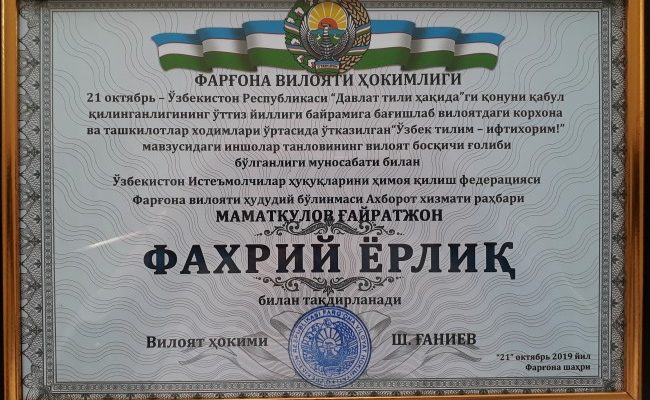 ФАРҒОНА ВИЛОЯТИ ҲОКИМЛИГИ
21 октябрь – Ўзбекистон Республикаси “Давлат тили ҳақида”ги қонуни қабул
қилинганлигининг ўттиз йиллиги байрамига бағишлаб вилоятдаги корхона
ва ташкилотлар ходимлари ўртасида ўтказилган “Ўзбек тилим – ифтихорим!”
мавзусидаги иншолар танловининг вилоят босқичи ғолиби
бўлганлиги муносабати билан
Ўзбекистон Истеъмолчилар ҳуқуқларини ҳимоя қилиш федерацияси
Фарғона вилояти ҳудудий бўлинмаси Ахборот хизмати раҳбари
МАМАТҚУЛОВ ҒАЙРАТЖОН
ФАХРИЙ ЁРЛИҚ
билан тақдирланади
Вилоят ҳокими
Ш. ҒАНИЕВ
"21" октябрь 2019 йил
Фарғона шаҳри